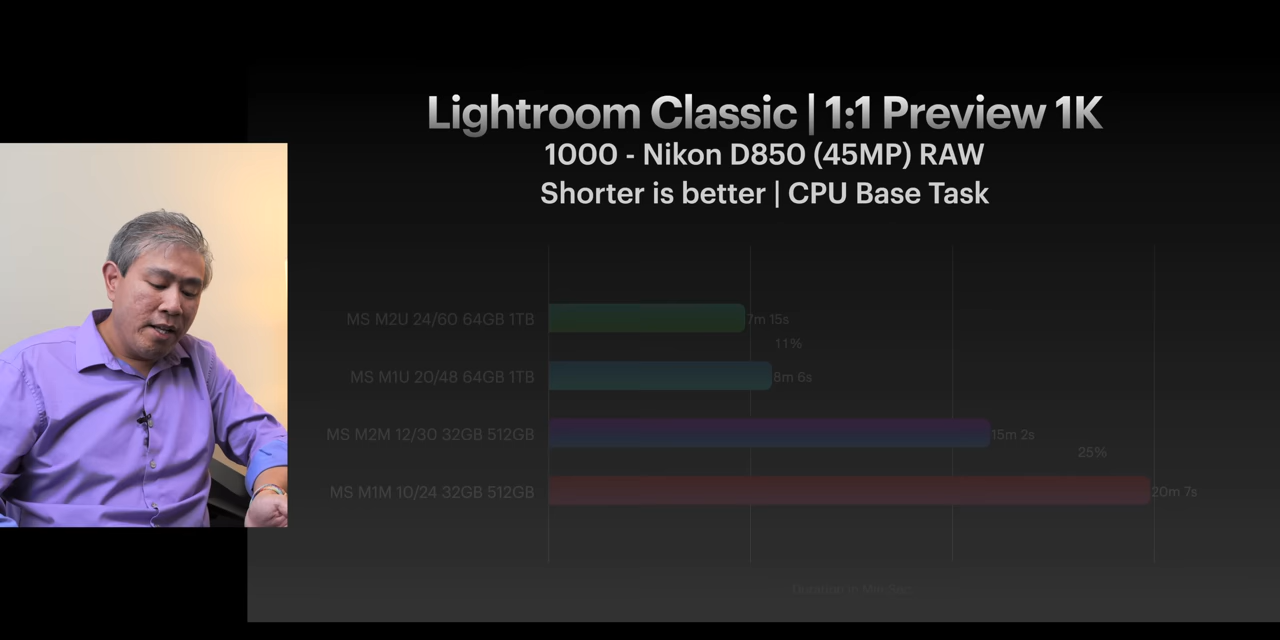 Lightroom Classic | 1:1 Preview 1K
1000 - Nikon D850 (45MP) RAW
Shorter is better | CPU Base Task
MS M2U 24/60 64GB 1TB 7m 15s
11%
MS M1U 20/48 64GB 1TB 8m 6s
MS M2M 12/30 32GB 512GB 15m 2s
25%
MS M1M 10/24 32GB 512GB 20m 7s